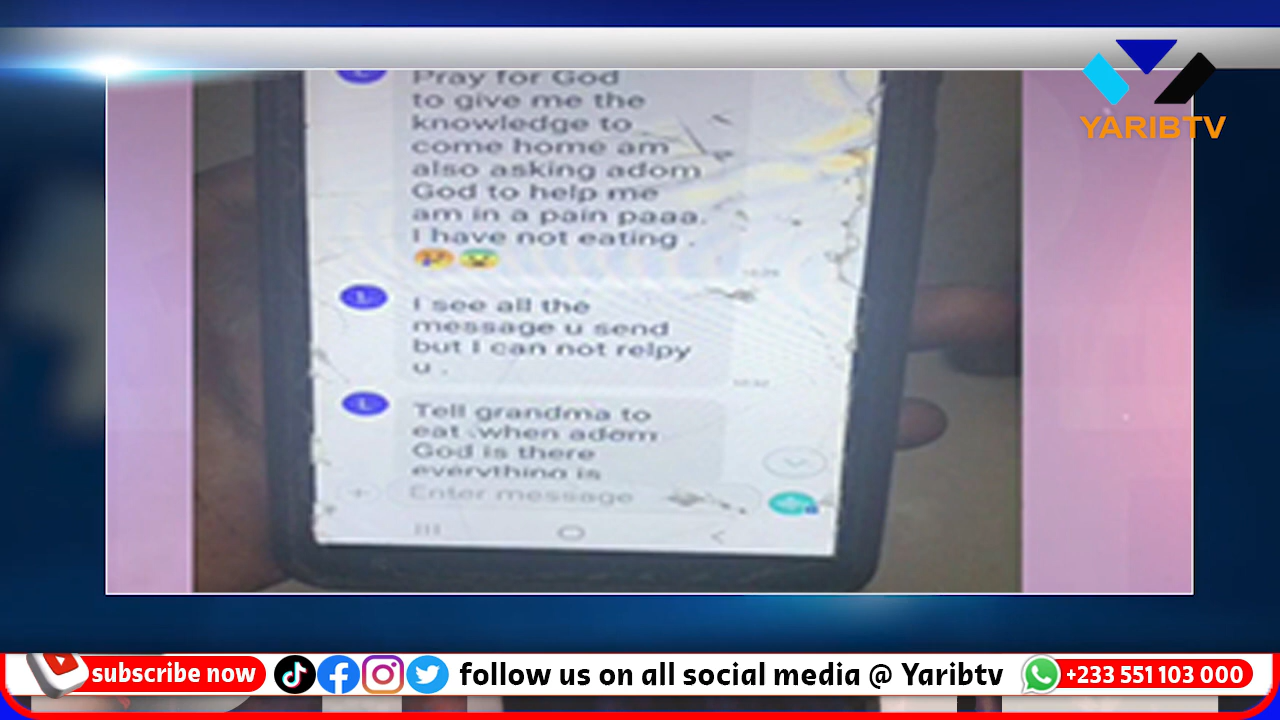 YARIBTV
Pray for God
to give me the
knowledge to
come home am
also asking adom
God to help me
am in a pain paaa.
I have not eating .
L
I see all the
message u send
but I can not relpy
u .
L
Tell grandma to
eat .when adom
God is there
everything is
Enter message
subscribe now
follow us on all social media @ Yaribtv
+233 551 103 000